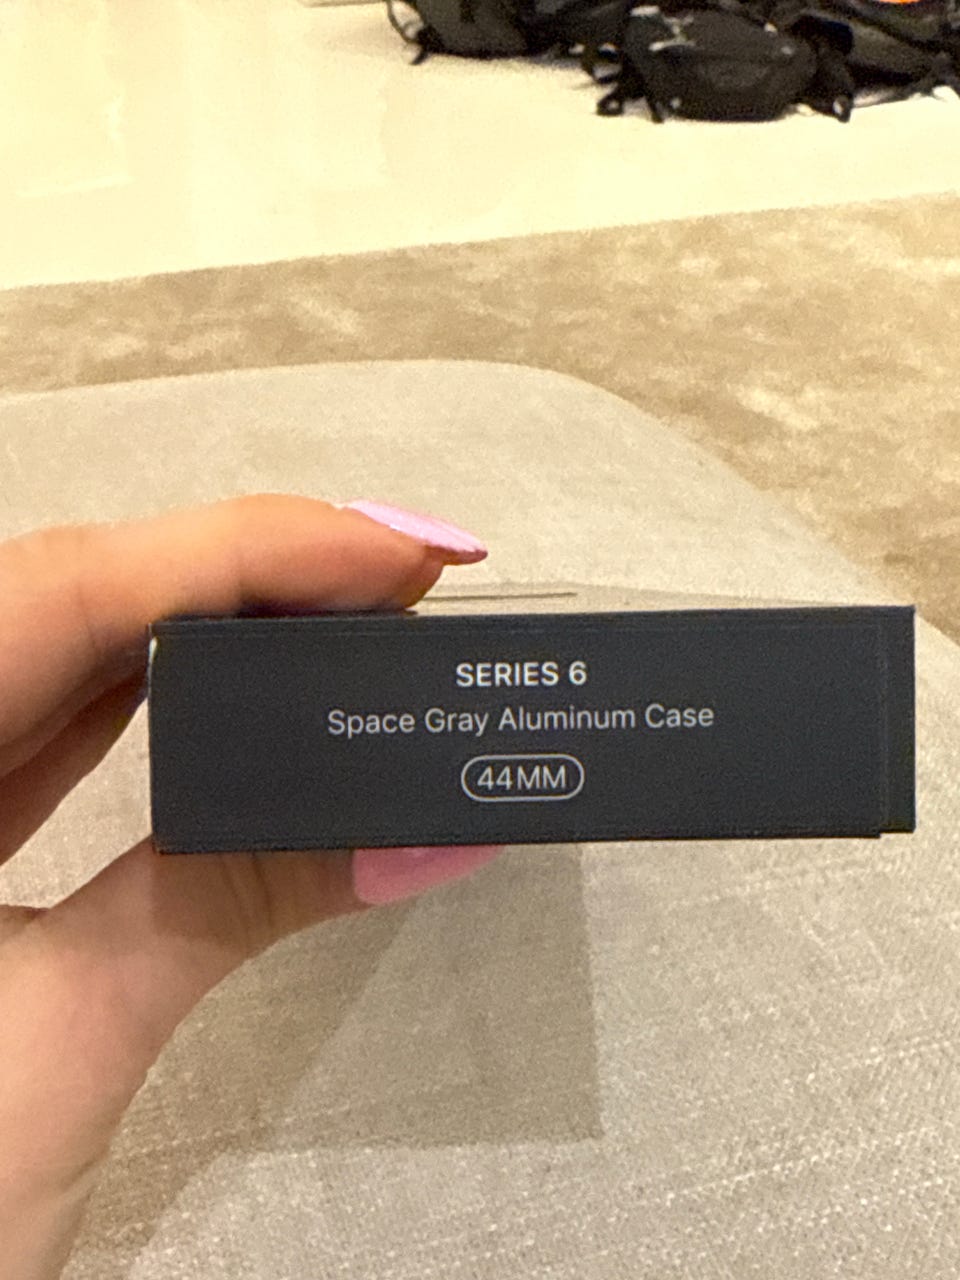 SERIES 6
Space Gray Aluminum Case
44MM